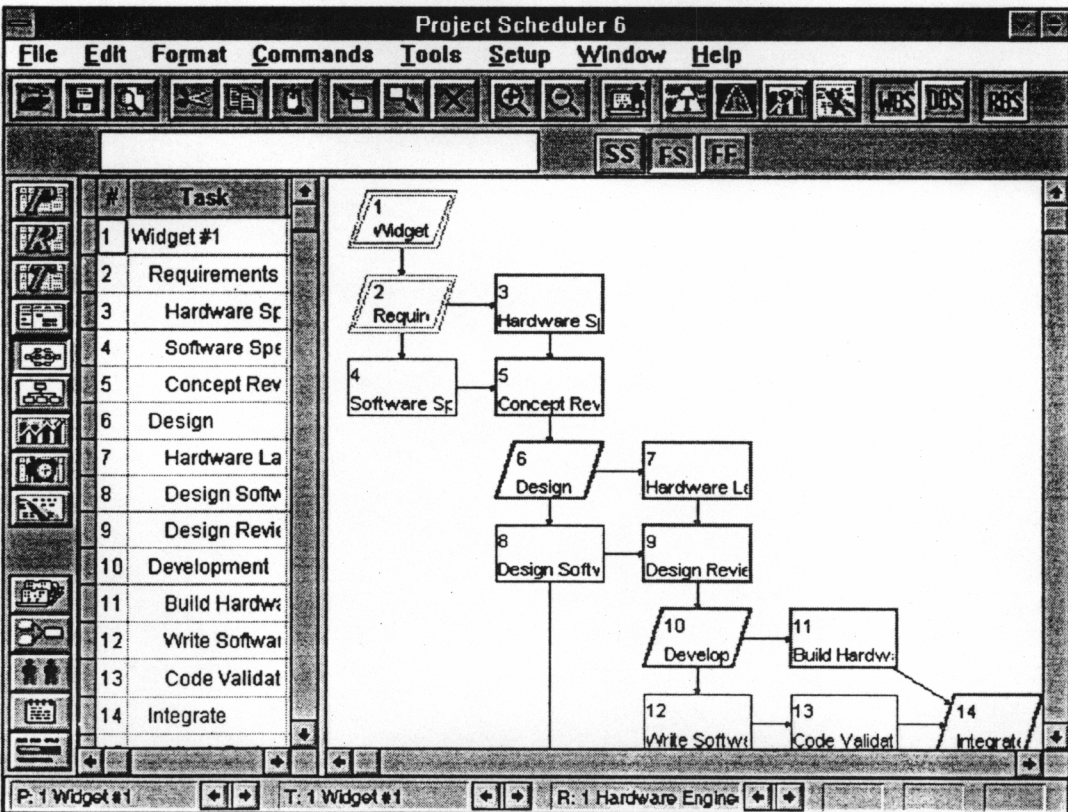 Project Scheduler 6
File Edit Format Commands Tools Setup Window Help
WBS DBS RBS
SS FS FF
# Task
1 Widget #1
2 Requirements
3 Hardware Sp
4 Software Spe
5 Concept Rev
6 Design
7 Hardware La
8 Design Softw
9 Design Revie
10 Development
11 Build Hardwa
12 Write Softwar
13 Code Validat
14 Integrate
1
Widget
2
Requir
3
Hardware S
4
Software Sp
5
Concept Rev
6
Design
7
Hardware La
8
Design Softw
9
Design Revie
10
Develop
11
Build Hardwa
12
Write Softwa
13
Code Validat
14
Integrate
P: 1 Widget #1
T: 1 Widget #1
R: 1 Hardware Engine